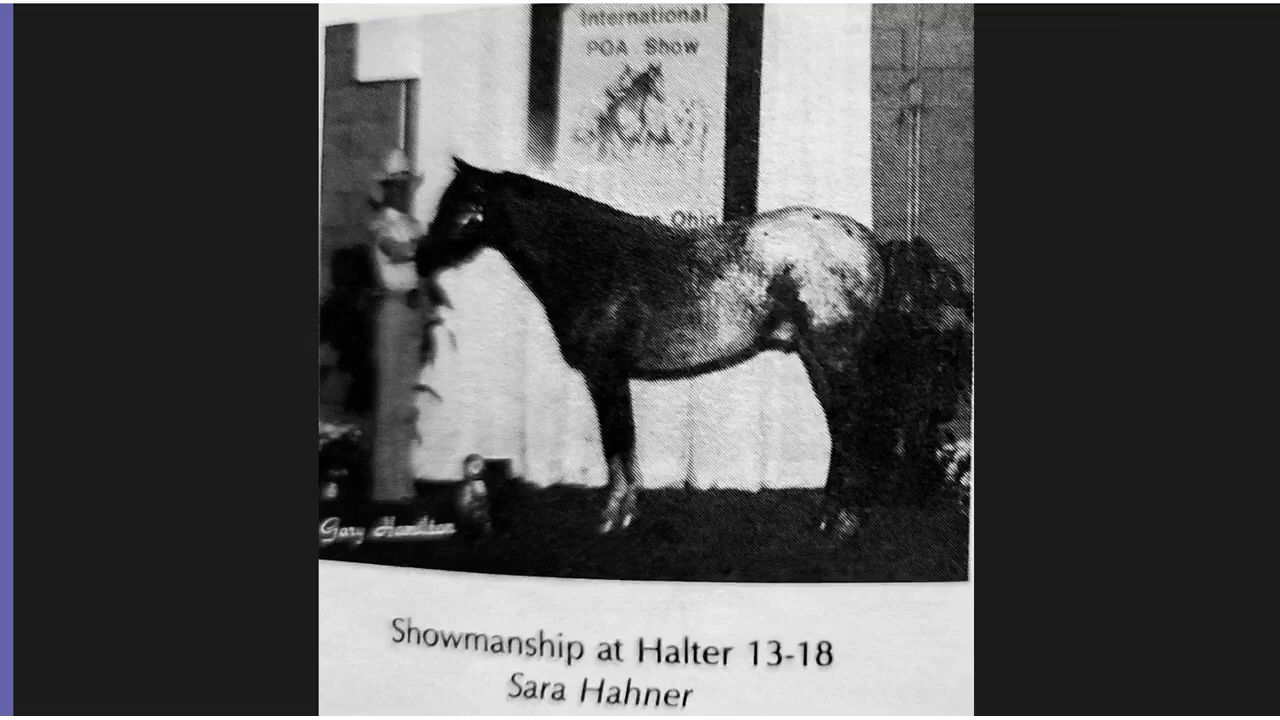 International
POA Show
Ohio
Gary Hamilton
Showmanship at Halter 13-18
Sara Hahner